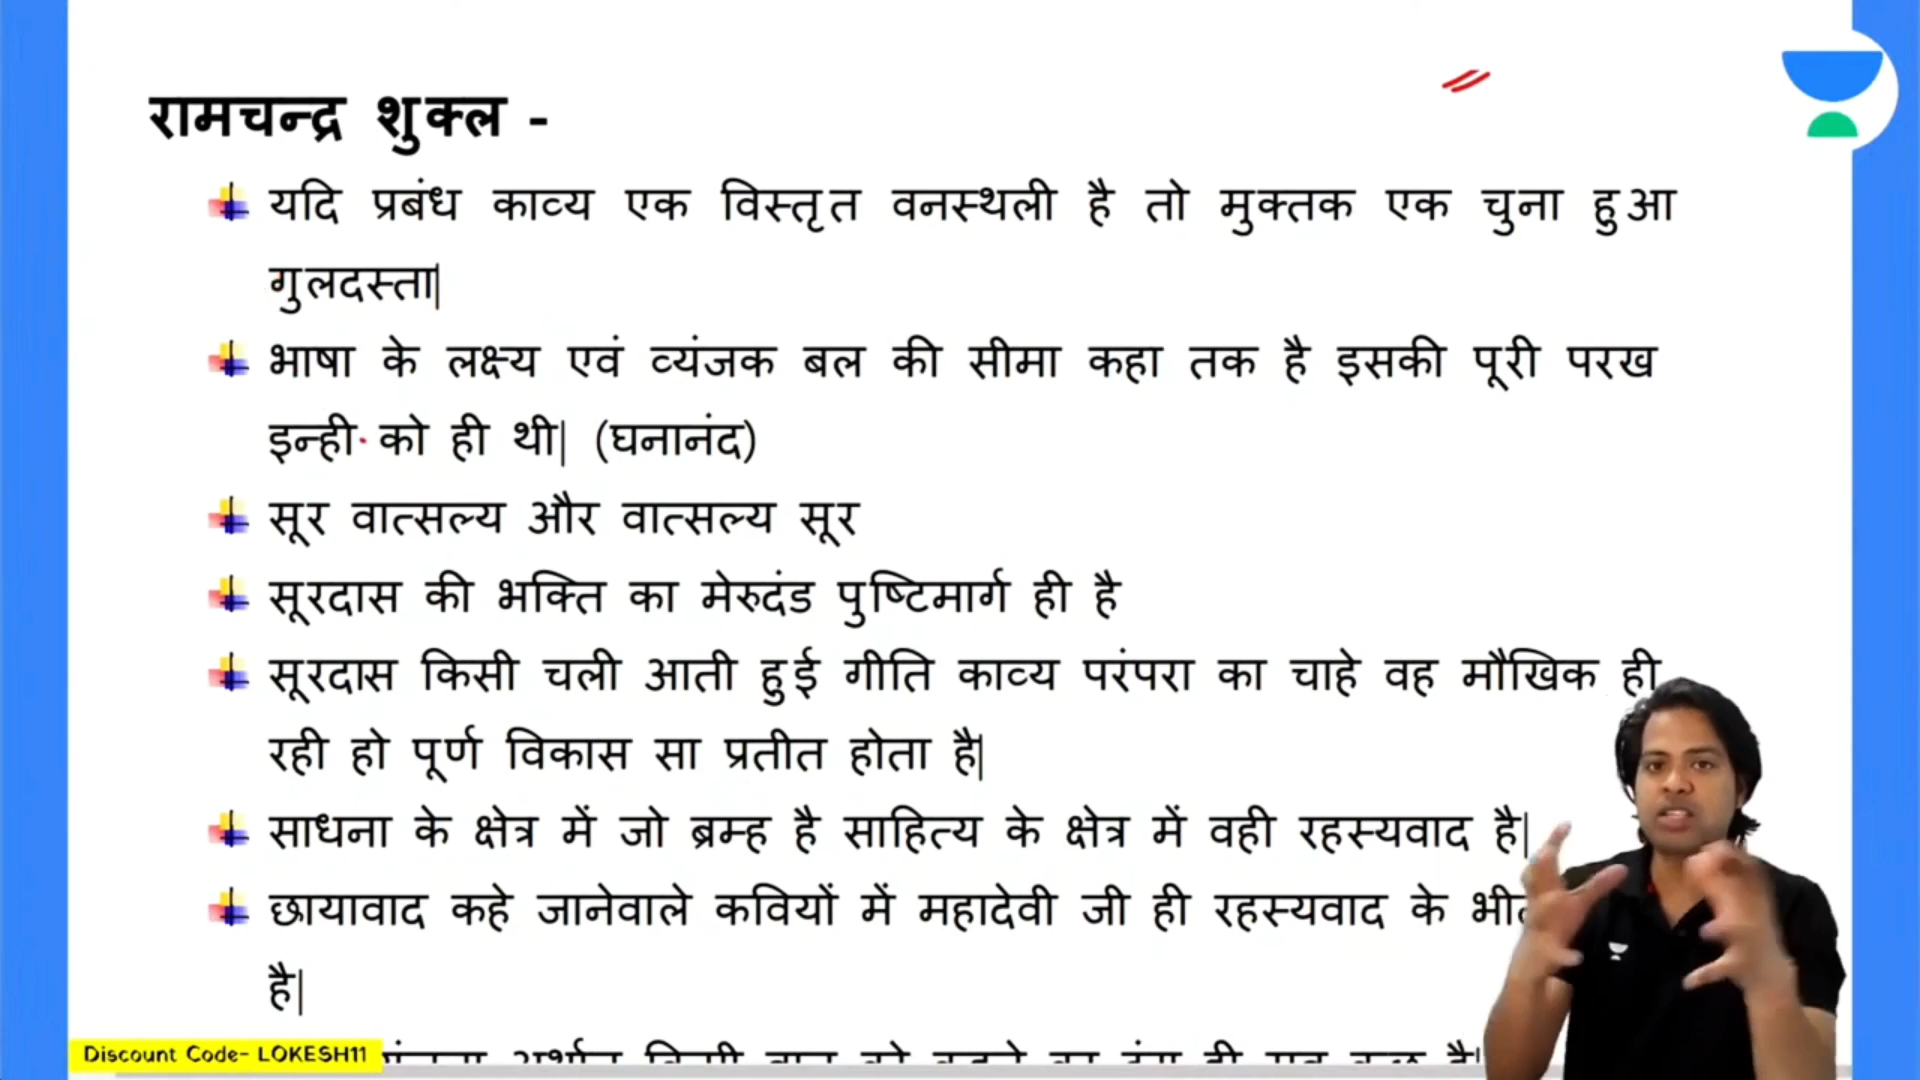 रामचन्द्र शुक्ल -
यदि प्रबंध काव्य एक विस्तृत वनस्थली है तो मुक्तक एक चुना हुआ
गुलदस्ता|
भाषा के लक्ष्य एवं व्यंजक बल की सीमा कहा तक है इसकी पूरी परख
इन्ही को ही थी| (घनानंद)
सूर वात्सल्य और वात्सल्य सूर
सूरदास की भक्ति का मेरुदंड पुष्टिमार्ग ही है
सूरदास किसी चली आती हुई गीति काव्य परंपरा का चाहे वह मौखिक ही
रही हो पूर्ण विकास सा प्रतीत होता है|
साधना के क्षेत्र में जो ब्रम्ह है साहित्य के क्षेत्र में वही रहस्यवाद है|
छायावाद कहे जानेवाले कवियों में महादेवी जी ही रहस्यवाद के
है|
Discount Code- LOKESH11